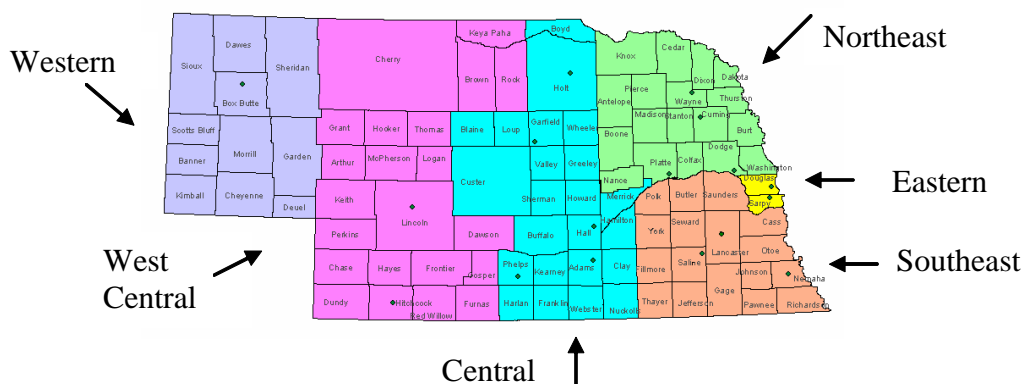 Western
Northeast
Eastern
Southeast
West
Central
Central
Sioux
Dawes
Sheridan
Box Butte
Scotts Bluff
Banner
Morrill
Garden
Kimball
Cheyenne
Deuel
Cherry
Keya Paha
Brown
Rock
Grant
Hooker
Thomas
Arthur
McPherson
Logan
Keith
Lincoln
Perkins
Dawson
Chase
Hayes
Frontier
Gosper
Dundy
Hitchcock
Red Willow
Furnas
Boyd
Holt
Blaine
Loup
Garfield
Wheeler
Custer
Valley
Greeley
Sherman
Howard
Merrick
Hamilton
Buffalo
Hall
Phelps
Kearney
Adams
Clay
Harlan
Franklin
Webster
Nuckolls
Knox
Cedar
Dixon
Dakota
Antelope
Pierce
Wayne
Thurston
Madison
Stanton
Cuming
Burt
Boone
Platte
Colfax
Dodge
Washington
Nance
Douglas
Sarpy
Polk
Butler
Saunders
York
Seward
Lancaster
Cass
Otoe
Fillmore
Saline
Gage
Johnson
Nemaha
Thayer
Jefferson
Pawnee
Richardson